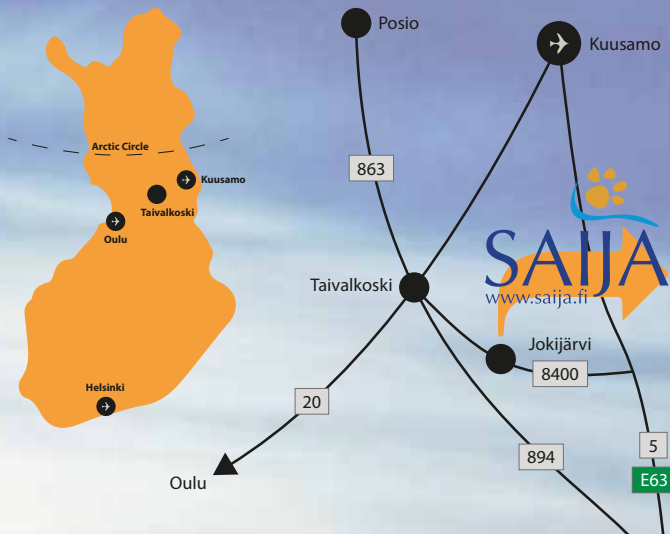 Posio
Kuusamo
Arctic Circle
863
Kuusamo
Taivalkoski
Oulu
SAIJA
www.saija.fi
Taivalkoski
Jokijärvi
8400
Helsinki
20
5
894
E63
Oulu